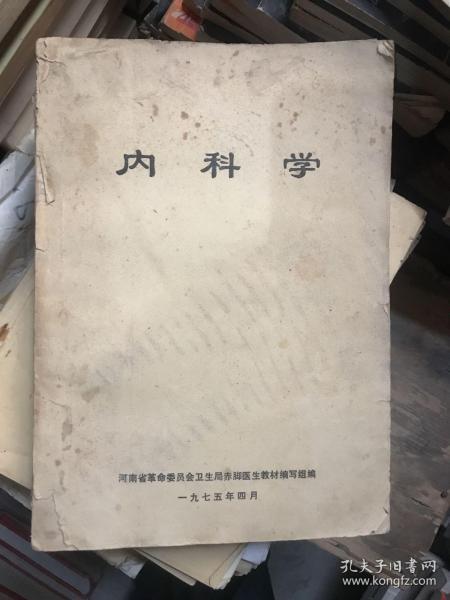 内科学
河南省革命委员会卫生局赤脚医生教材编写组编
一九七五年四月
孔夫子旧书网
www.kongfz.com